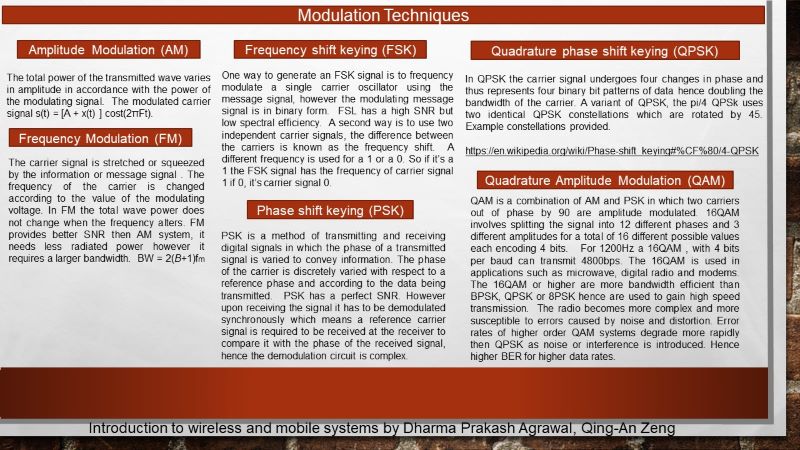 Modulation Techniques
Amplitude Modulation (AM)
The total power of the transmitted wave varies
in amplitude in accordance with the power of
the modulating signal. The modulated carrier
signal s(t) = [A + x(t) ] cost(2πFt).
Frequency Modulation (FM)
The carrier signal is stretched or squeezed
by the information or message signal . The
frequency of the carrier is changed
according to the value of the modulating
voltage. In FM the total wave power does
not change when the frequency alters. FM
provides better SNR then AM system, it
needs less radiated power however it
requires a larger bandwidth. BW = 2(B+1)fm
Frequency shift keying (FSK)
One way to generate an FSK signal is to frequency
modulate a single carrier oscillator using the
message signal, however the modulating message
signal is in binary form. FSL has a high SNR but
low spectral efficiency. A second way is to use two
independent carrier signals, the difference between
the carriers is known as the frequency shift. A
different frequency is used for a 1 or a 0. So if it's a
1 the FSK signal has the frequency of carrier signal
1 if 0, it's carrier signal 0.
Phase shift keying (PSK)
PSK is a method of transmitting and receiving
digital signals in which the phase of a transmitted
signal is varied to convey information. The phase
of the carrier is discretely varied with respect to a
reference phase and according to the data being
transmitted. PSK has a perfect SNR. However
upon receiving the signal it has to be demodulated
synchronously which means a reference carrier
signal is required to be received at the receiver to
compare it with the phase of the received signal,
hence the demodulation circuit is complex.
Quadrature phase shift keying (QPSK)
In QPSK the carrier signal undergoes four changes in phase and
thus represents four binary bit patterns of data hence doubling the
bandwidth of the carrier. A variant of QPSK, the pi/4 QPSk uses
two identical QPSK constellations which are rotated by 45.
Example constellations provided.
https://en.wikipedia.org/wiki/Phase-shift_keying#%CF%80/4-QPSK
Quadrature Amplitude Modulation (QAM)
QAM is a combination of AM and PSK in which two carriers
out of phase by 90 are amplitude modulated. 16QAM
involves splitting the signal into 12 different phases and 3
different amplitudes for a total of 16 different possible values
each encoding 4 bits. For 1200Hz a 16QAM , with 4 bits
per baud can transmit 4800bps. The 16QAM is used in
applications such as microwave, digital radio and modems.
The 16QAM or higher are more bandwidth efficient than
BPSK, QPSK or 8PSK hence are used to gain high speed
transmission. The radio becomes more complex and more
susceptible to errors caused by noise and distortion. Error
rates of higher order QAM systems degrade more rapidly
then QPSK as noise or interference is introduced. Hence
higher BER for higher data rates.
Introduction to wireless and mobile systems by Dharma Prakash Agrawal, Qing-An Zeng